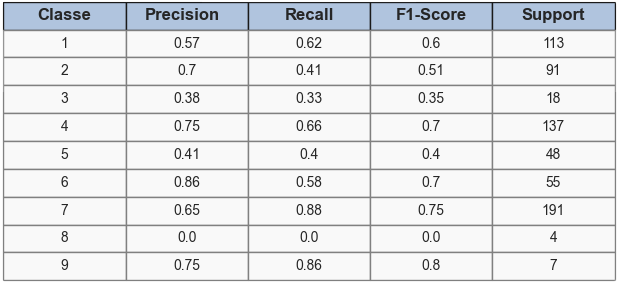 Classe Precision Recall F1-Score Support
1 0.57 0.62 0.6 113
2 0.7 0.41 0.51 91
3 0.38 0.33 0.35 18
4 0.75 0.66 0.7 137
5 0.41 0.4 0.4 48
6 0.86 0.58 0.7 55
7 0.65 0.88 0.75 191
8 0.0 0.0 0.0 4
9 0.75 0.86 0.8 7